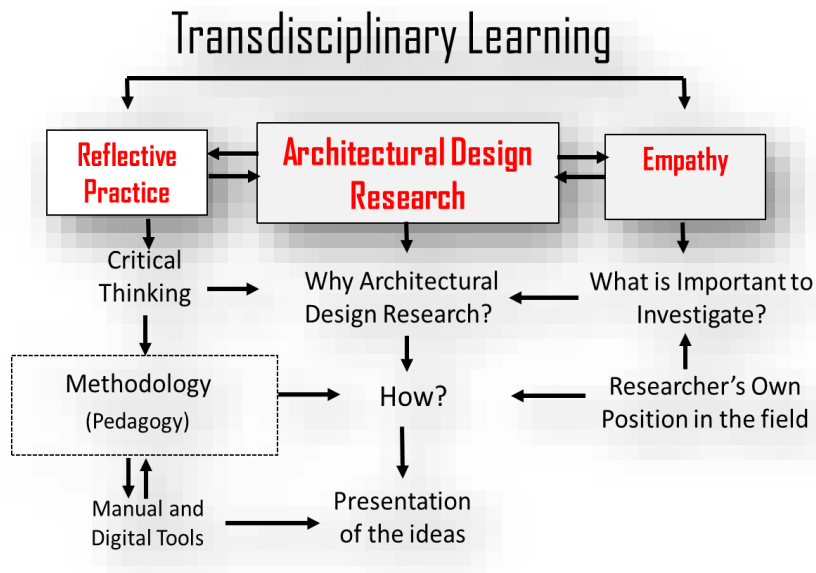 Transdisciplinary Learning
Reflective
Practice
Architectural Design
Research
Empathy
Critical
Thinking
Why Architectural
Design Research?
What is Important to
Investigate?
Methodology
(Pedagogy)
How?
Researcher's Own
Position in the field
Manual and
Digital Tools
Presentation
of the ideas